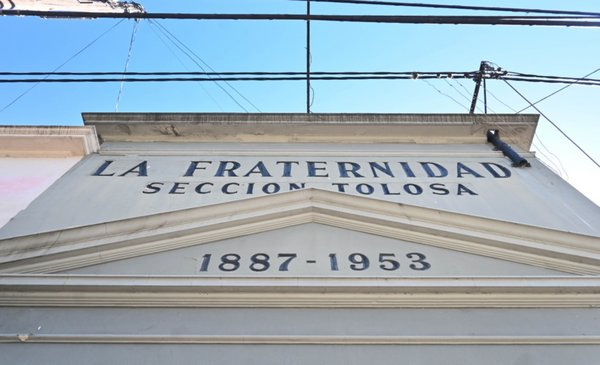 LA FRATERNIDAD
SECCION TOLOSA
1887-1953